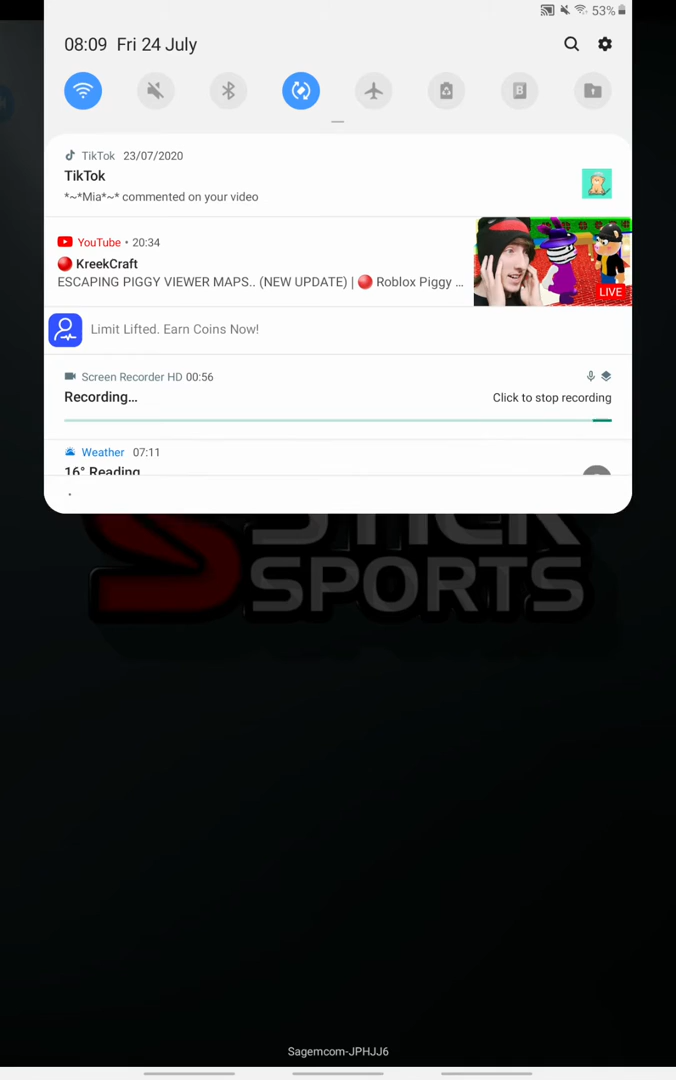 53%
08:09 Fri 24 July
B
TikTok 23/07/2020
TikTok
*~*Mia*~* commented on your video
YouTube • 20:34
🔴 KreekCraft
ESCAPING PIGGY VIEWER MAPS.. (NEW UPDATE) | 🔴 Roblox Piggy ...
LIVE
Limit Lifted. Earn Coins Now!
Screen Recorder HD 00:56
Recording...
Click to stop recording
Weather 07:11
16° Reading
STICK
SPORTS
Sagemcom-JPHJJ6